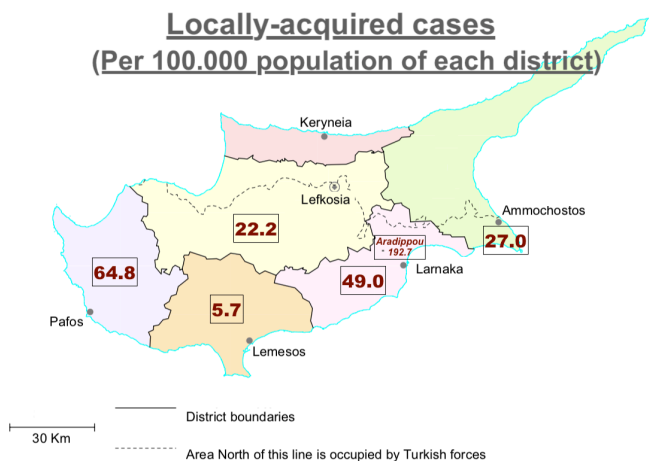 Locally-acquired cases
(Per 100.000 population of each district)
Keryneia
Lefkosia
Ammochostos
22.2
Aradippou
- 192.7
27.0
Larnaka
64.8
49.0
5.7
Pafos
Lemesos
District boundaries
30 Km
Area North of this line is occupied by Turkish forces